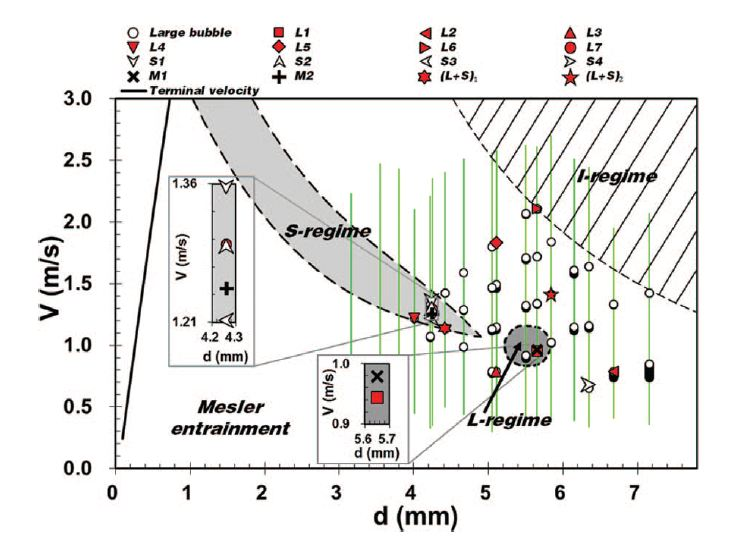 Large bubble L1 L2 L3
L4 L5 L6 L7
S1 S2 S3 S4
M1 M2 (L+S)1 (L+S)2
Terminal velocity
3.0
2.5
2.0
1.5
1.0
0.5
0.0
V (m/s)
I-regime
S-regime
1.36
V (m/s)
1.21
4.2 4.3
d (mm)
1.0
V (m/s)
0.9
5.6 5.7
d (mm)
L-regime
Mesler
entrainment
0 1 2 3 4 5 6 7
d (mm)